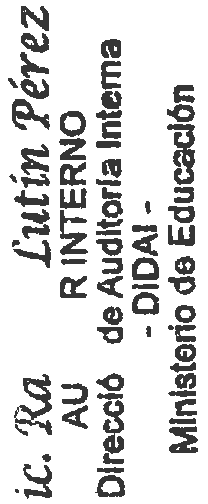 ic. Ra Lutín Pérez
AU R INTERNO
Direcció de Auditoría Interna
- DIDAI -
Ministerio de Educación